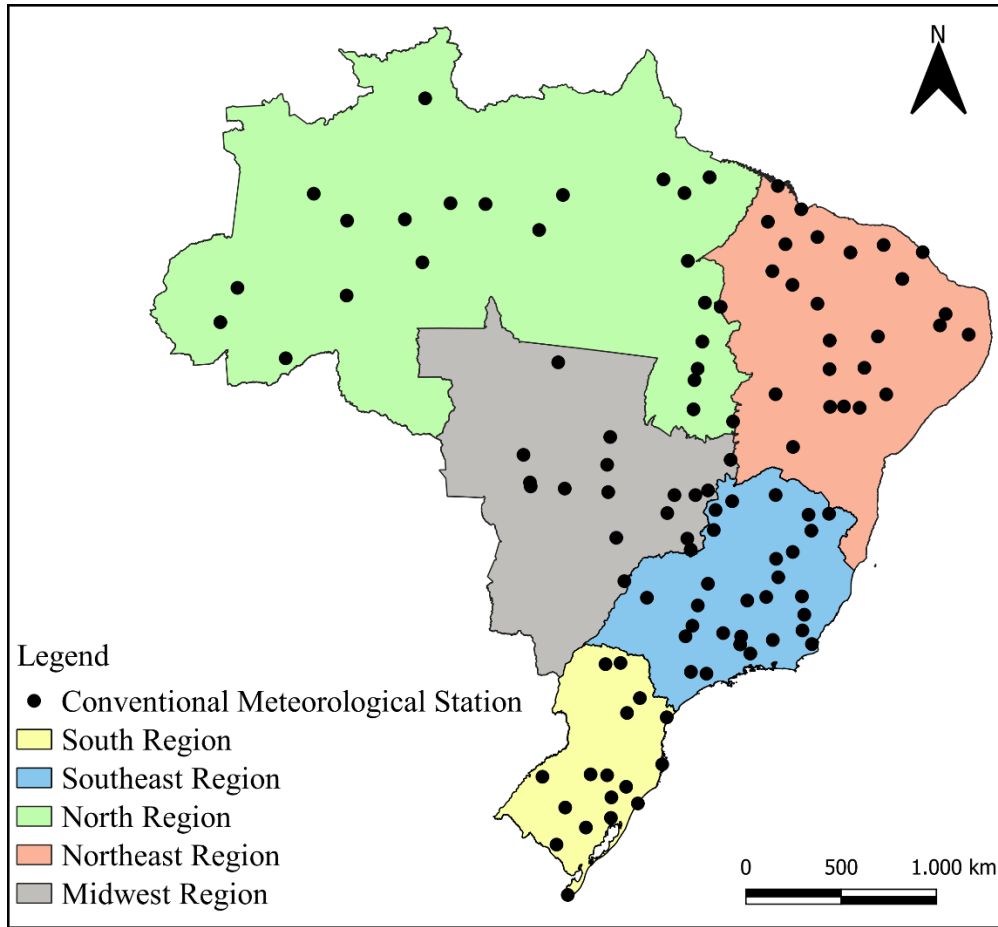 N
Legend
Conventional Meteorological Station
South Region
Southeast Region
North Region
Northeast Region
Midwest Region
0 500 1.000 km